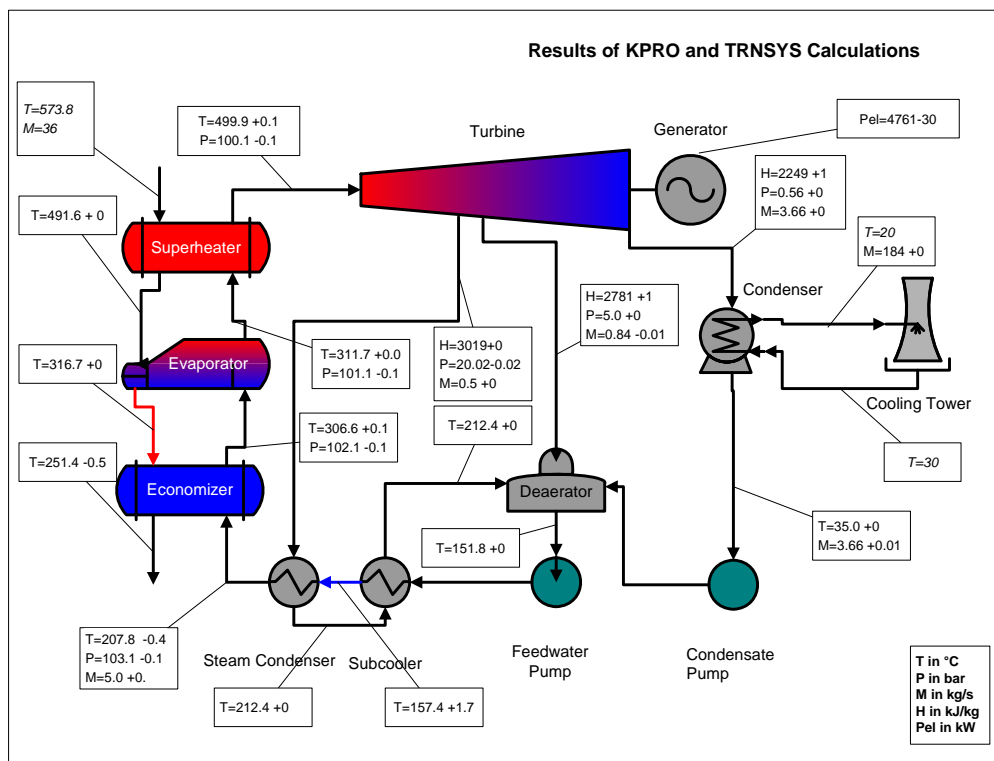 Results of KPRO and TRNSYS Calculations
T=573.8
M=36
T=499.9 +0.1
P=100.1 -0.1
Turbine
Generator
Pel=4761-30
H=2249 +1
P=0.56 +0
M=3.66 +0
T=491.6 + 0
Superheater
T=20
M=184 +0
Condenser
H=2781 +1
P=5.0 +0
M=0.84 -0.01
T=316.7 +0
Evaporator
T=311.7 +0.0
P=101.1 -0.1
H=3019+0
P=20.02-0.02
M=0.5 +0
Cooling Tower
T=306.6 +0.1
P=102.1 -0.1
T=212.4 +0
T=251.4 -0.5
T=30
Economizer
Deaerator
T=151.8 +0
T=35.0 +0
M=3.66 +0.01
T=207.8 -0.4
P=103.1 -0.1
M=5.0 +0.
Steam Condenser
Subcooler
Feedwater
Pump
Condensate
Pump
T=212.4 +0
T=157.4 +1.7
T in °C
P in bar
M in kg/s
H in kJ/kg
Pel in kW